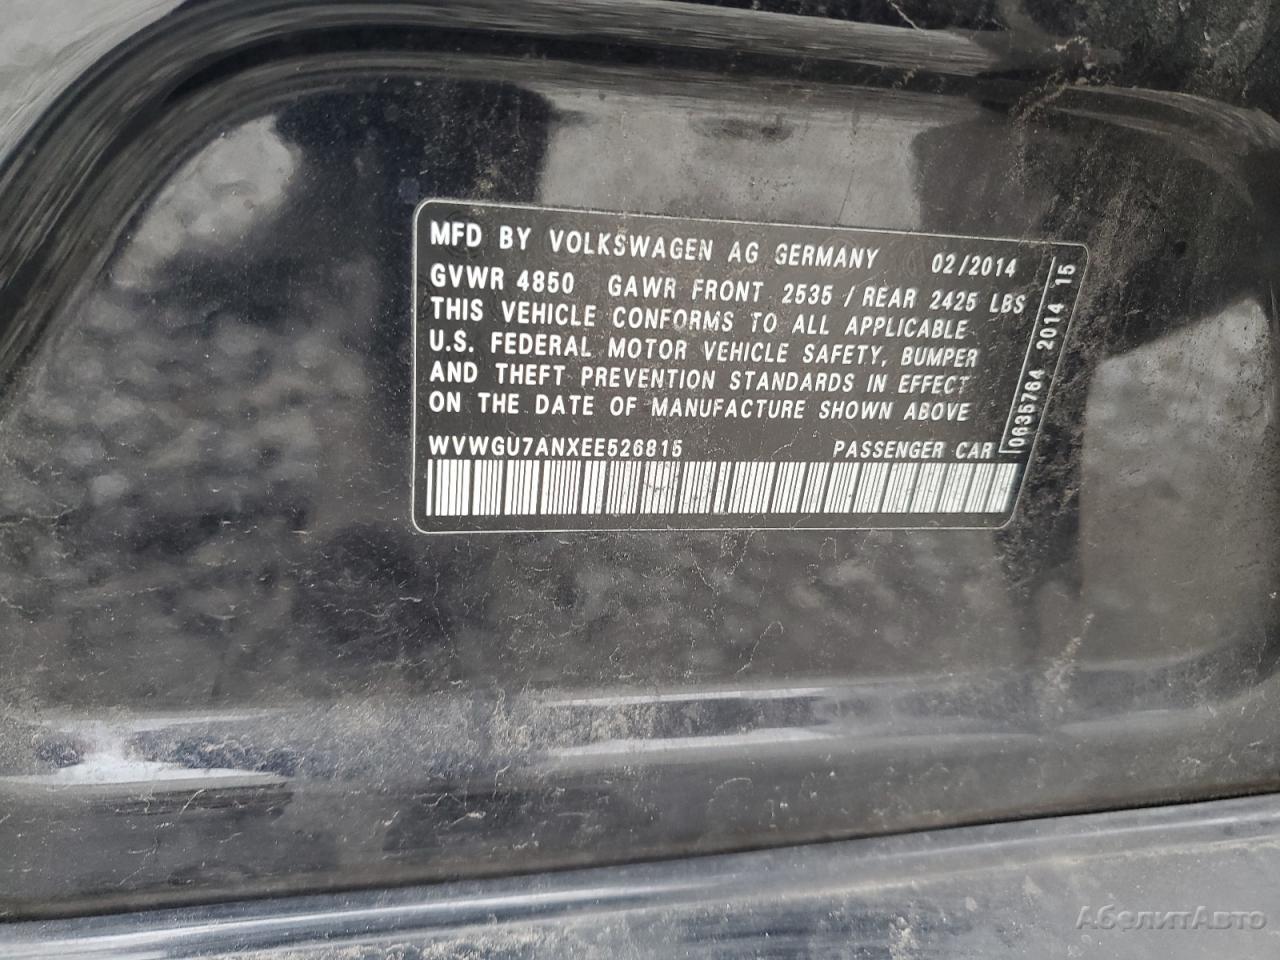 MFD BY VOLKSWAGEN AG GERMANY 02/2014
GVWR 4850 GAWR FRONT 2535 / REAR 2425 LBS
THIS VEHICLE CONFORMS TO ALL APPLICABLE
U.S. FEDERAL MOTOR VEHICLE SAFETY, BUMPER
AND THEFT PREVENTION STANDARDS IN EFFECT
ON THE DATE OF MANUFACTURE SHOWN ABOVE
WVWGU7ANXEE526815 PASSENGER CAR
0635764 2014 15
АбелитАвто